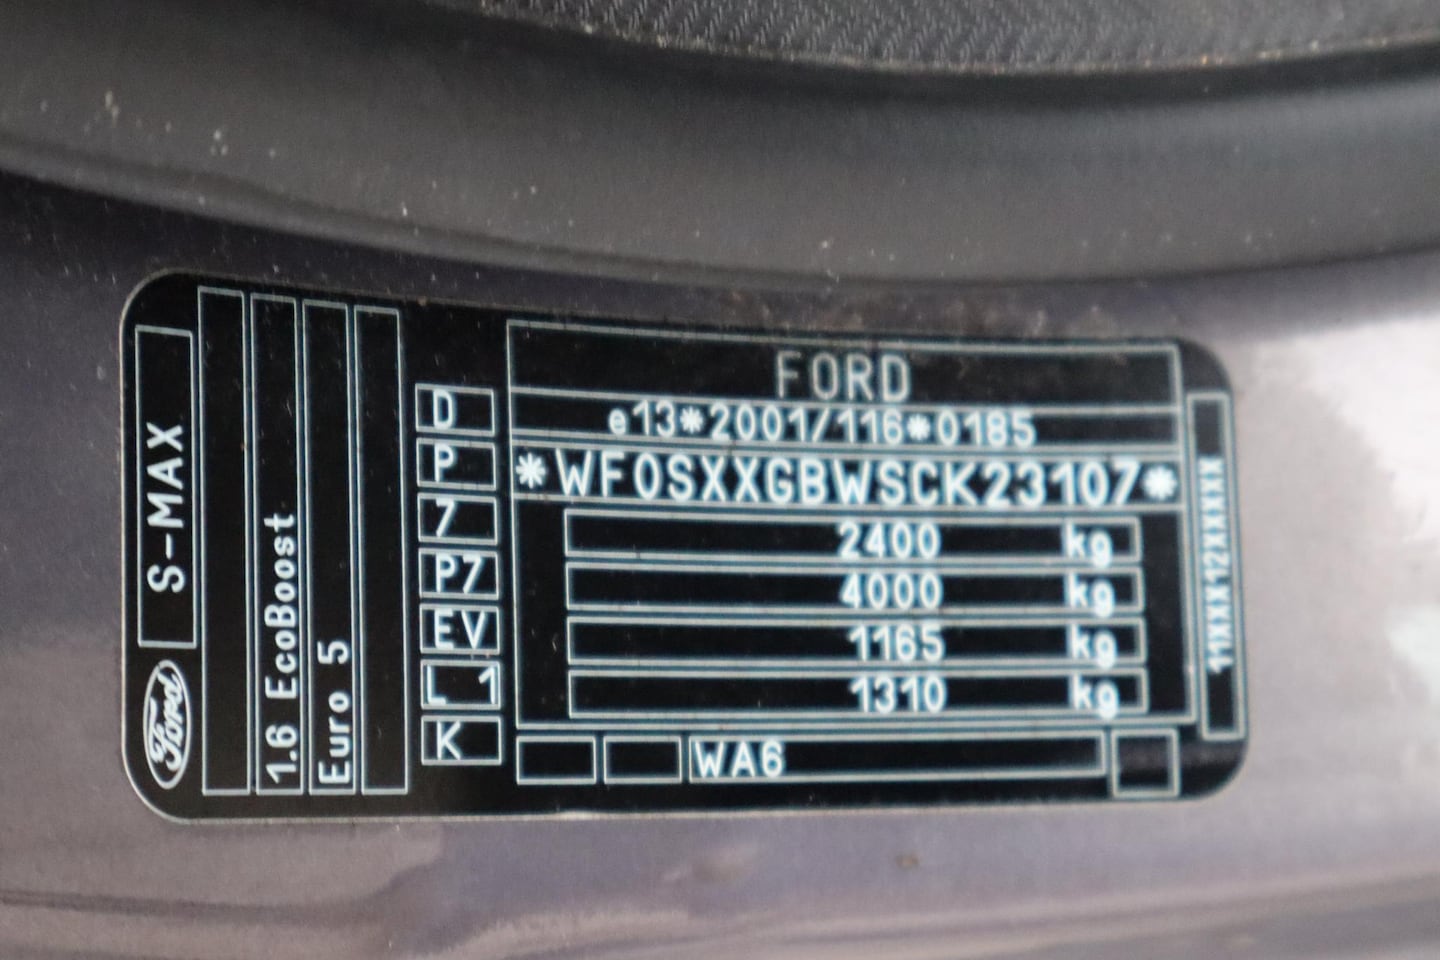 Ford
S-MAX
1.6 EcoBoost
Euro 5
D
P
7
P7
EV
L 1
K
FORD
e13*2001/116*0185
*WF0SXXGBWSCK23107*
2400 kg
4000 kg
1165 kg
1310 kg
WA6
11XXX12XXXXX